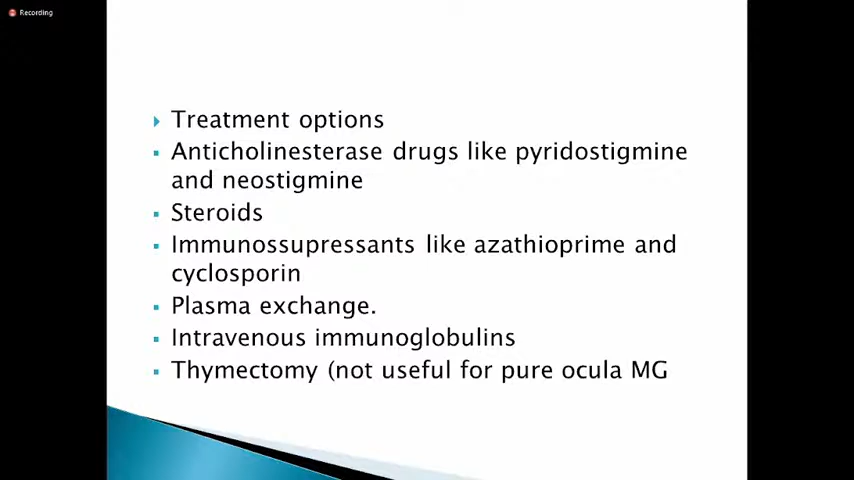 Recording
Treatment options
Anticholinesterase drugs like pyridostigmine
and neostigmine
Steroids
Immunossupressants like azathioprime and
cyclosporin
Plasma exchange.
Intravenous immunoglobulins
Thymectomy (not useful for pure ocula MG